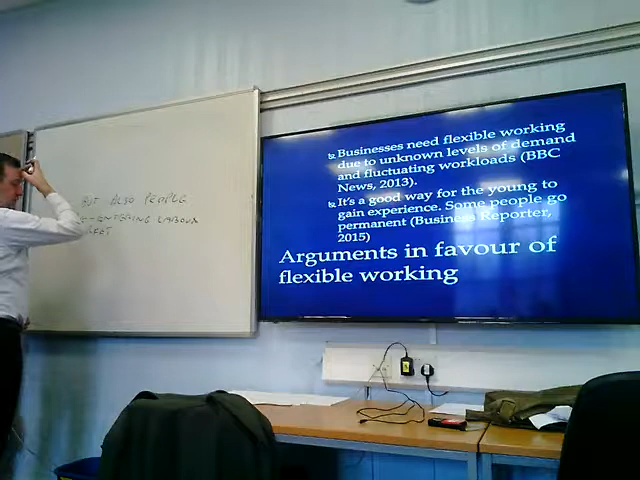 BUT ALSO PEOPLE
ENTERING LABOUR
Businesses need flexible working
due to unknown levels of demand
and fluctuating workloads (BBC
News, 2013).
It's a good way for the young to
gain experience. Some people go
permanent (Business Reporter,
2015)
Arguments in favour of
flexible working